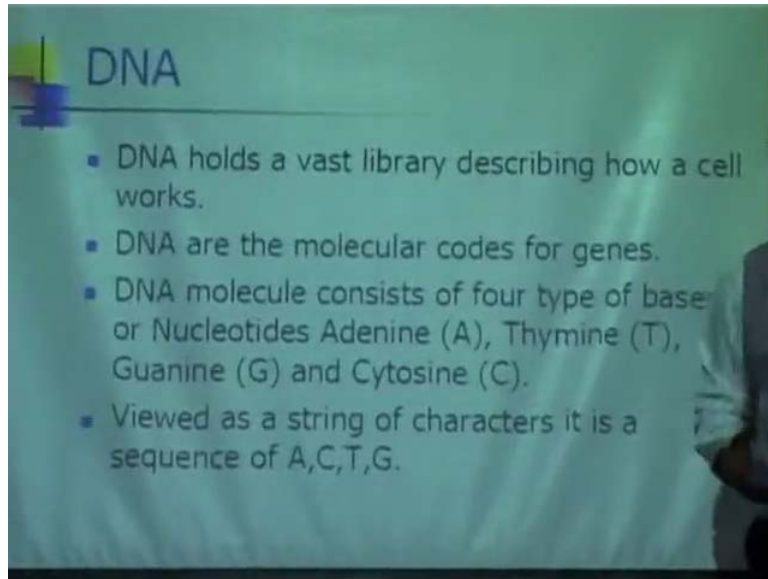 DNA
DNA holds a vast library describing how a cell
works.
DNA are the molecular codes for genes.
DNA molecule consists of four type of base
or Nucleotides Adenine (A), Thymine (T),
Guanine (G) and Cytosine (C).
Viewed as a string of characters it is a
sequence of A,C,T,G.